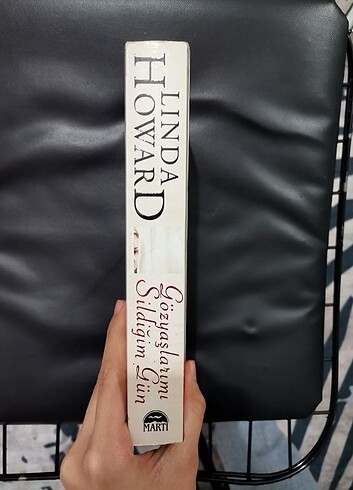 LINDA
HOWARD
Gözyaşlarımı
Sildiğim Gün
MARTI